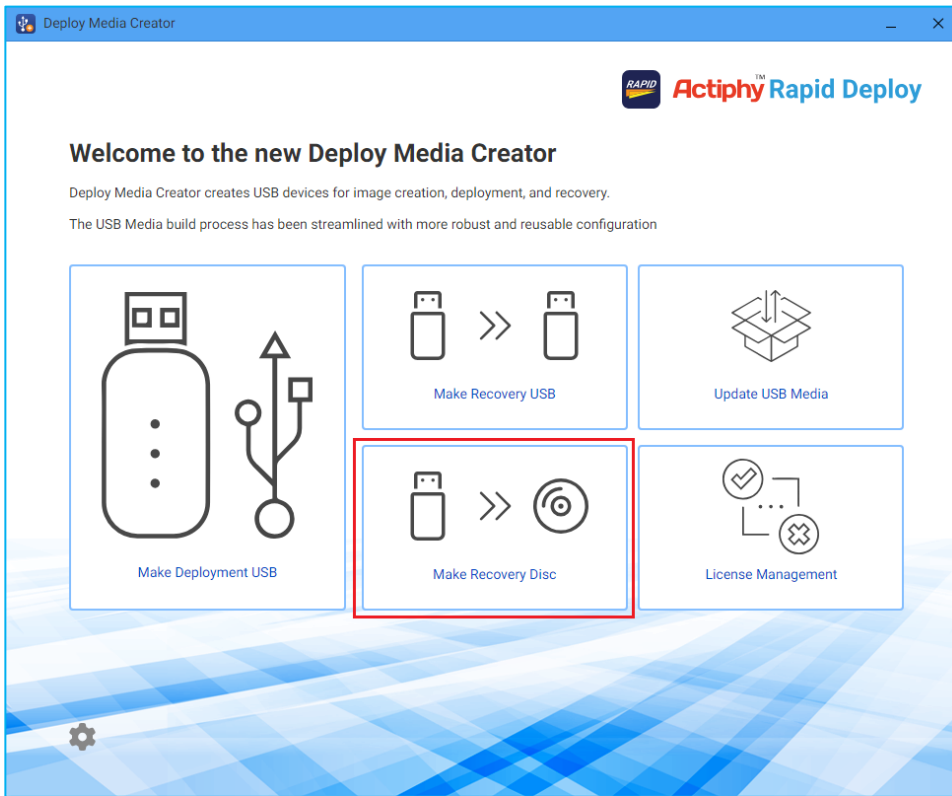 Deploy Media Creator
RAPID Actiphy™ Rapid Deploy
Welcome to the new Deploy Media Creator
Deploy Media Creator creates USB devices for image creation, deployment, and recovery.
The USB Media build process has been streamlined with more robust and reusable configuration
Make Recovery USB
Update USB Media
Make Deployment USB
Make Recovery Disc
License Management